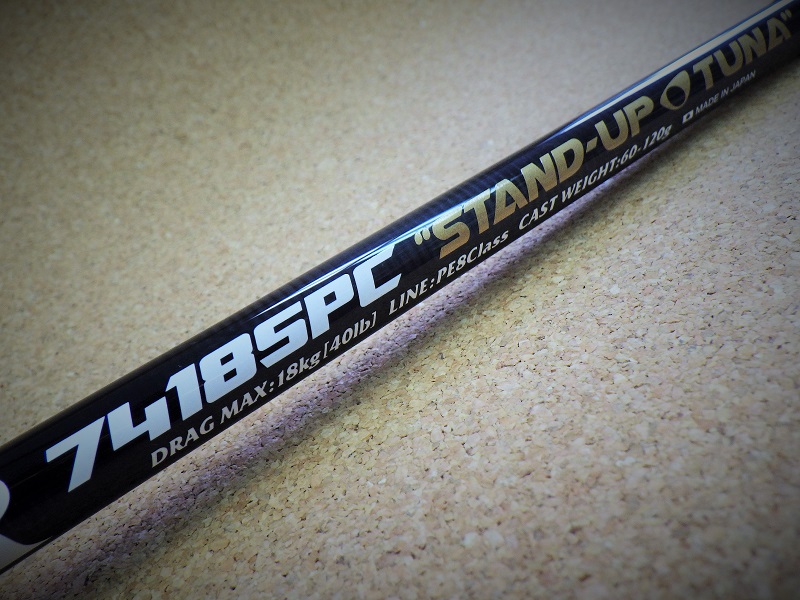 7418SPC "STAND-UP TUNA"
DRAG MAX:18kg[40lb] LINE:PE8Class CAST WEIGHT:60-120g MADE IN JAPAN